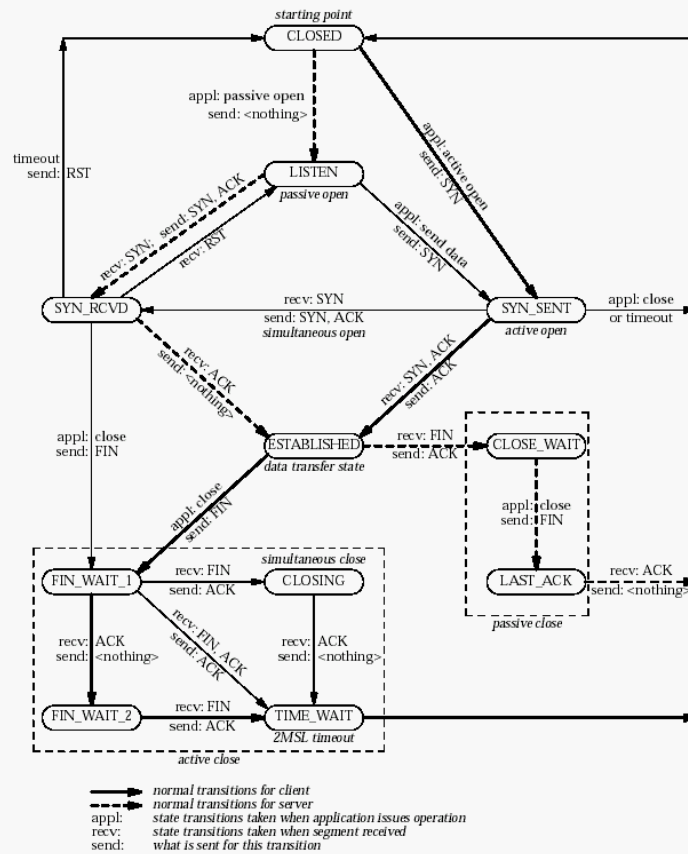 starting point
CLOSED
appl: passive open
send: <nothing>
timeout
send: RST
appl: active open
send: SYN
LISTEN
passive open
recv: SYN; send: SYN, ACK
recv: RST
appl: send data
send: SYN
SYN_RCVD
recv: SYN
send: SYN, ACK
simultaneous open
SYN_SENT
active open
appl: close
or timeout
recv: ACK
send: <nothing>
recv: SYN, ACK
send: ACK
appl: close
send: FIN
ESTABLISHED
data transfer state
recv: FIN
send: ACK
CLOSE_WAIT
appl: close
send: FIN
appl: close
send: FIN
LAST_ACK
recv: ACK
send: <nothing>
passive close
simultaneous close
FIN_WAIT_1
recv: FIN
send: ACK
CLOSING
recv: ACK
send: <nothing>
recv: FIN, ACK
send: ACK
recv: ACK
send: <nothing>
FIN_WAIT_2
recv: FIN
send: ACK
TIME_WAIT
2MSL timeout
active close
normal transitions for client
normal transitions for server
appl: state transitions taken when application issues operation
recv: state transitions taken when segment received
send: what is sent for this transition